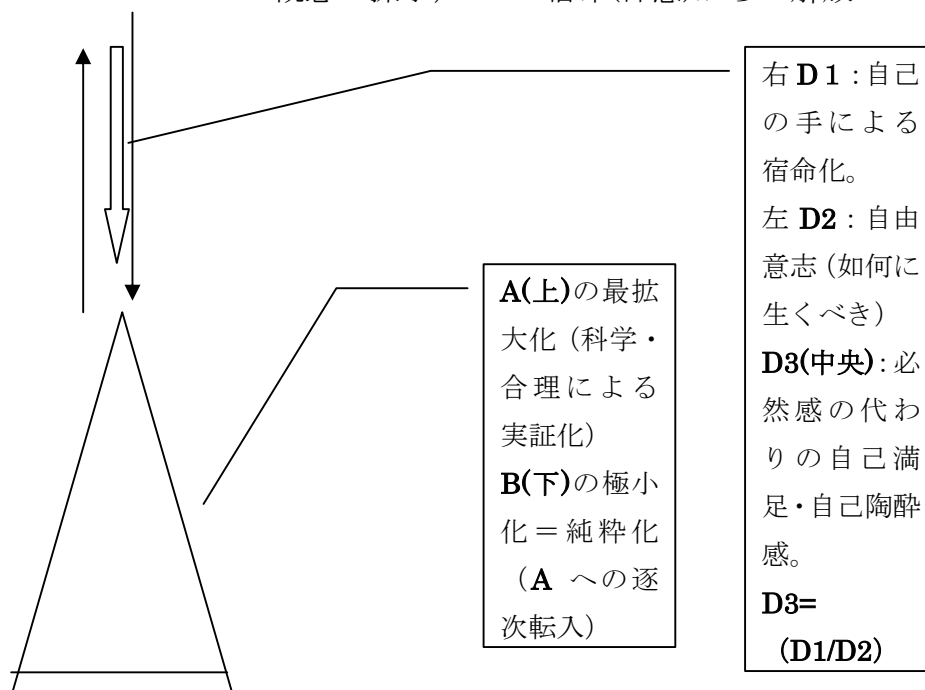 右 D 1：自己
の手による
宿命化。
左 D2：自由
意志（如何に
生くべき）
D3(中央)：必
然感の代わ
りの自己満
足・自己陶酔
感。
D3=
(D1/D2)
A(上)の最拡
大化（科学・
合理による
実証化）
B(下)の極小
化＝純粋化
（A への逐
次転入）